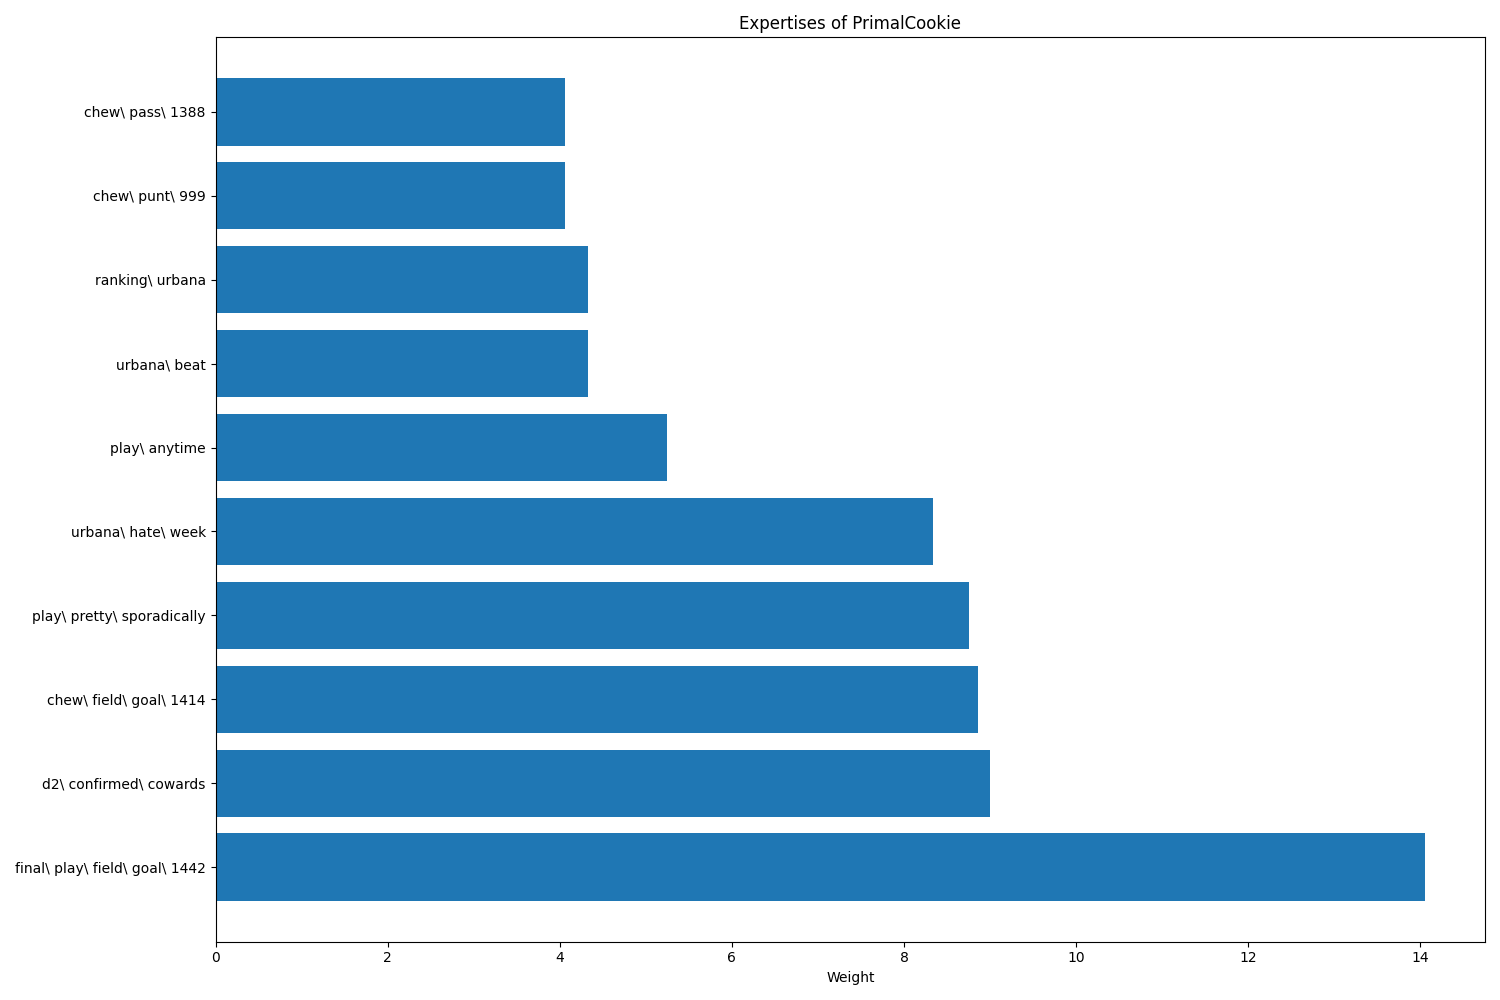 Expertises of PrimalCookie
chew\ pass\ 1388
chew\ punt\ 999
ranking\ urbana
urbana\ beat
play\ anytime
urbana\ hate\ week
play\ pretty\ sporadically
chew\ field\ goal\ 1414
d2\ confirmed\ cowards
final\ play\ field\ goal\ 1442
0 2 4 6 8 10 12 14
Weight